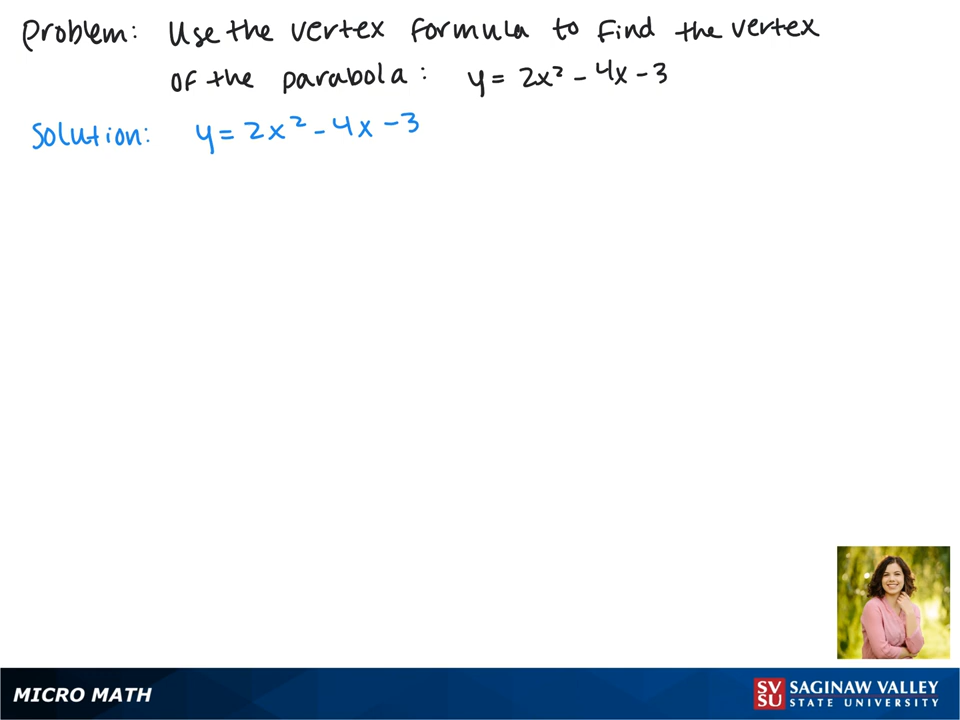 Problem: Use the vertex formula to find the vertex
of the parabola: y = 2x² - 4x - 3
Solution: y = 2x² - 4x - 3
MICRO MATH
SV
SU
SAGINAW VALLEY
STATE UNIVERSITY